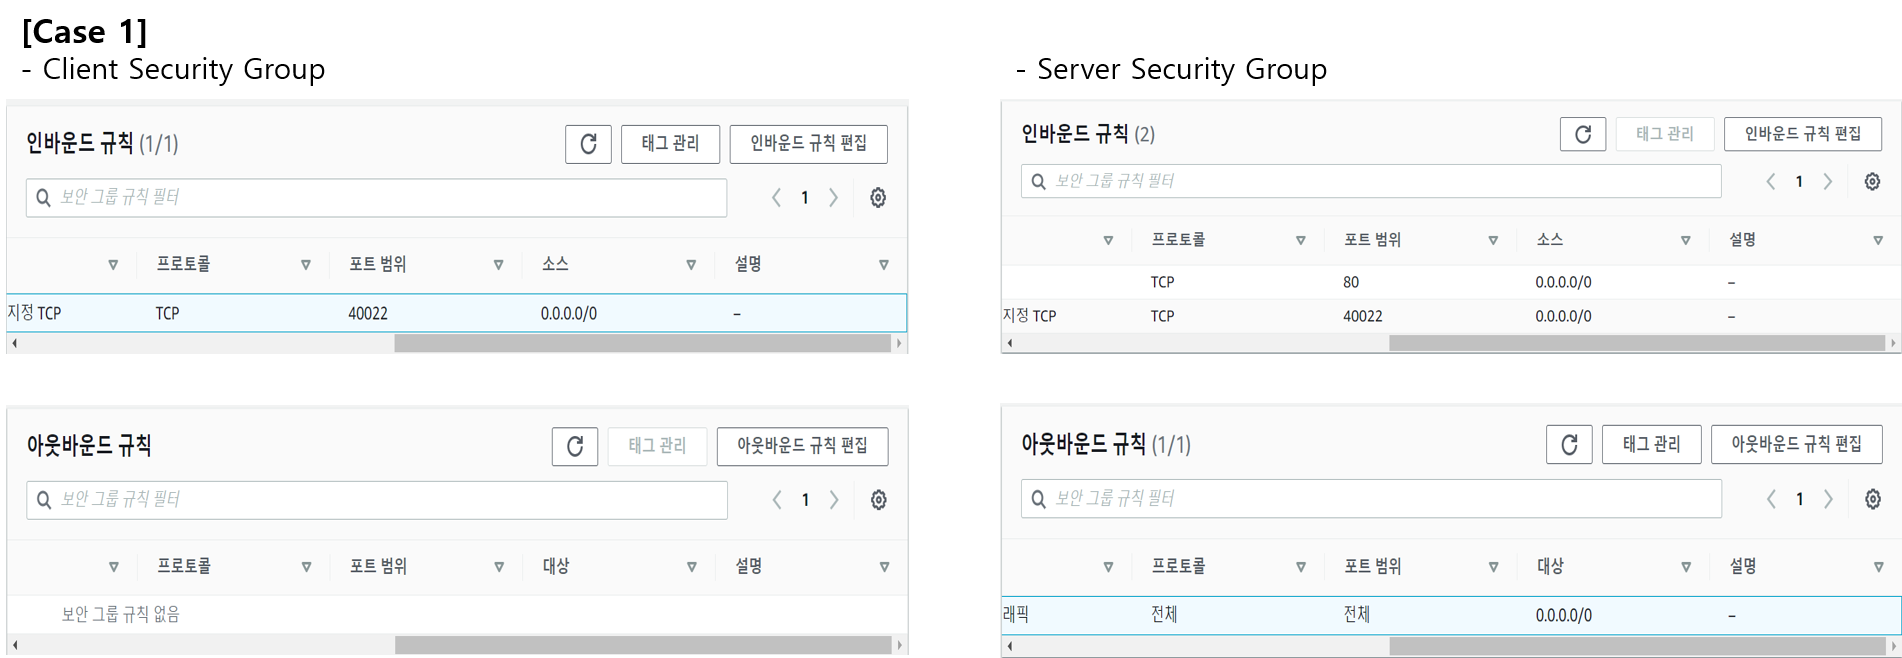 [Case 1]
- Client Security Group
인바운드 규칙 (1/1)
태그 관리
인바운드 규칙 편집
보안 그룹 규칙 필터
1
프로토콜 포트 범위 소스 설명
지정 TCP TCP 40022 0.0.0.0/0 –
아웃바운드 규칙
태그 관리
아웃바운드 규칙 편집
보안 그룹 규칙 필터
1
프로토콜 포트 범위 대상 설명
보안 그룹 규칙 없음
- Server Security Group
인바운드 규칙 (2)
태그 관리
인바운드 규칙 편집
보안 그룹 규칙 필터
1
프로토콜 포트 범위 소스 설명
TCP 80 0.0.0.0/0 –
지정 TCP TCP 40022 0.0.0.0/0 –
아웃바운드 규칙 (1/1)
태그 관리
아웃바운드 규칙 편집
보안 그룹 규칙 필터
1
프로토콜 포트 범위 대상 설명
래픽 전체 전체 0.0.0.0/0 –